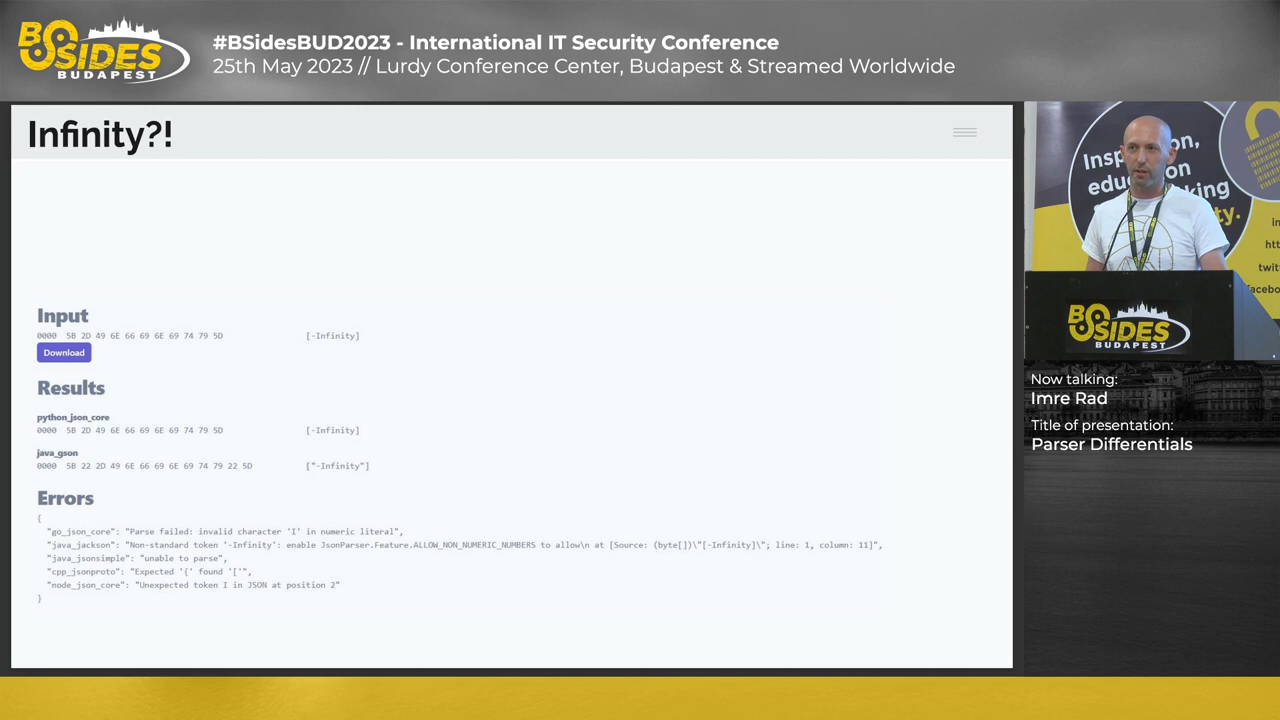 BSIDES
BUDAPEST
#BSidesBUD2023 - International IT Security Conference
25th May 2023 // Lurdy Conference Center, Budapest & Streamed Worldwide
Infinity?!
Input
0000 5B 2D 49 6E 66 69 6E 69 74 79 5D [-Infinity]
Download
Results
python_json_core
0000 5B 2D 49 6E 66 69 6E 69 74 79 5D [-Infinity]
java_gson
0000 5B 22 2D 49 6E 66 69 6E 69 74 79 22 5D ["-Infinity"]
Errors
{
"go_json_core": "Parse failed: invalid character 'I' in numeric literal",
"java_jackson": "Non-standard token '-Infinity': enable JsonParser.Feature.ALLOW_NON_NUMERIC_NUMBERS to allow\n at [Source: (byte[])\"[-Infinity]\"; line: 1, column: 11]",
"java_jsonsimple": "unable to parse",
"cpp_jsonproto": "Expected '{' found '['",
"node_json_core": "Unexpected token I in JSON at position 2"
}
BSIDES
BUDAPEST
Now talking:
Imre Rad
Title of presentation:
Parser Differentials